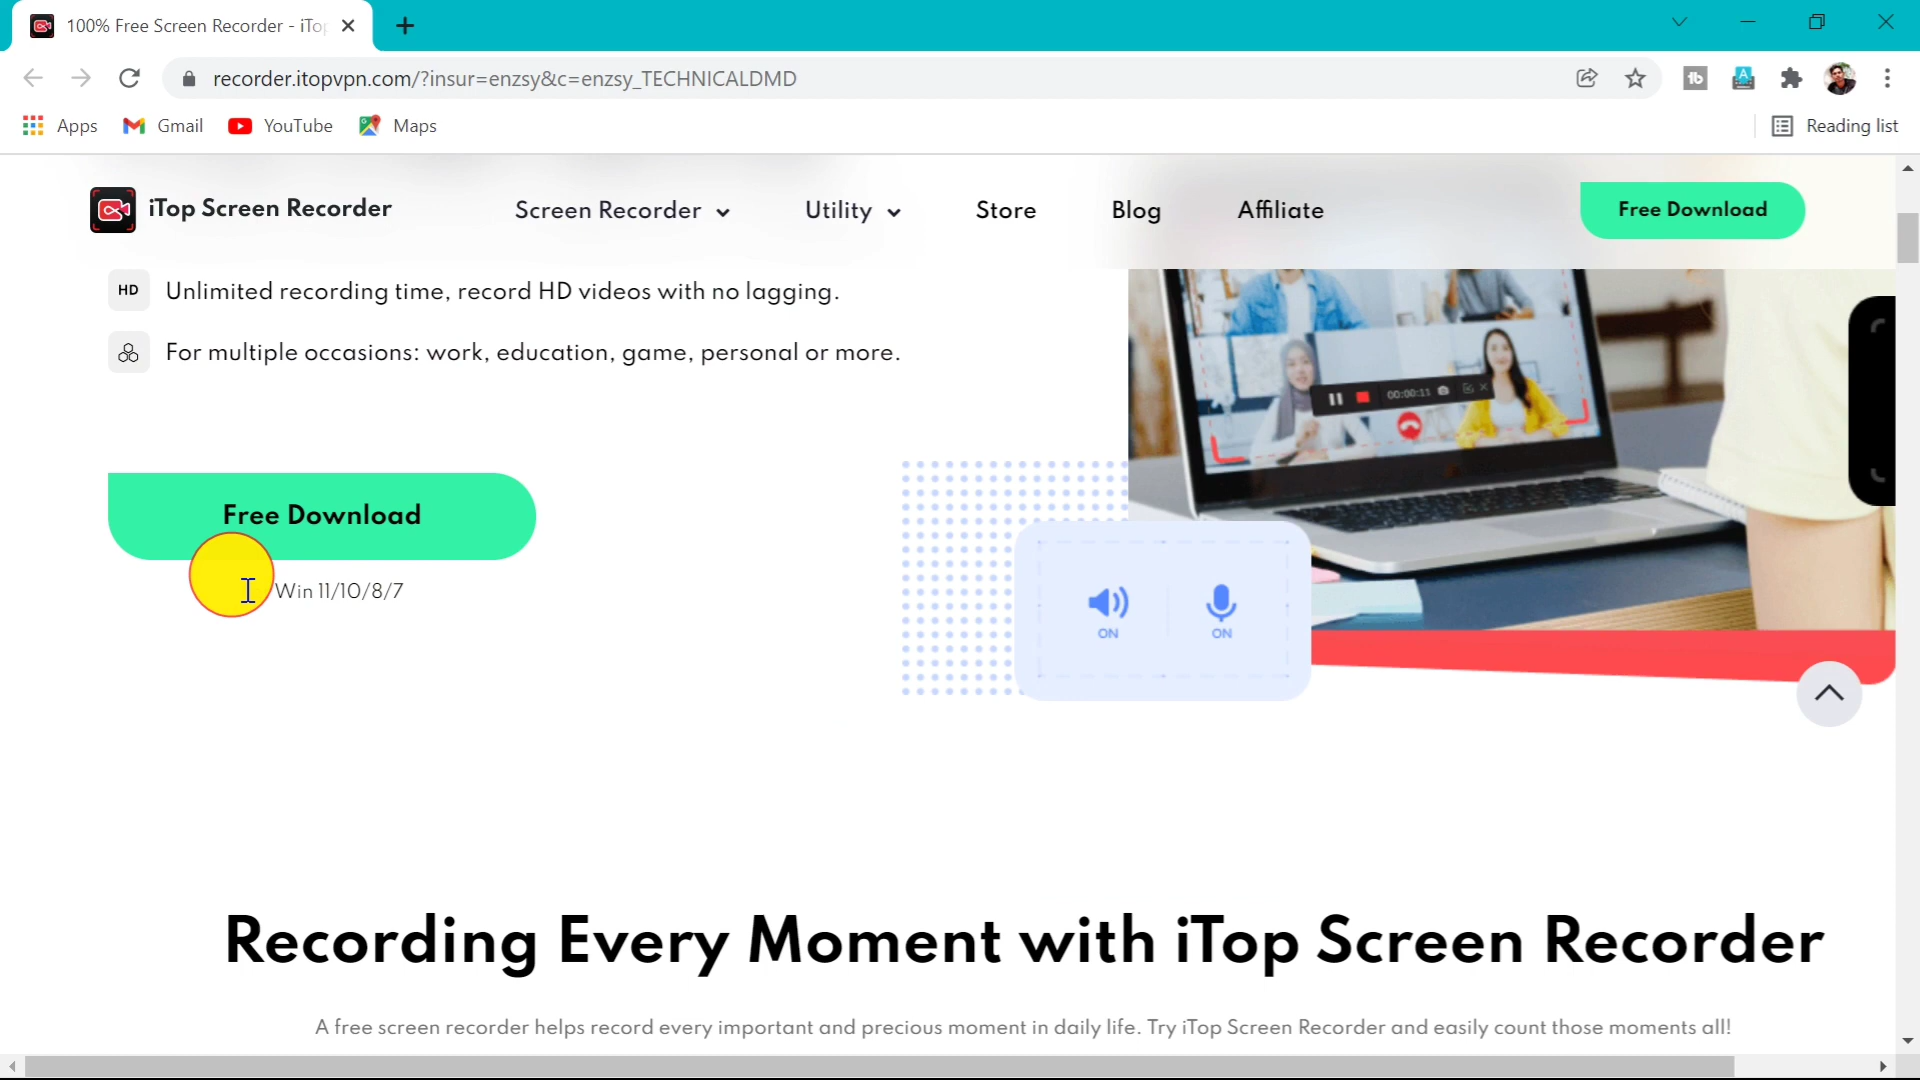 100% Free Screen Recorder - iTop
recorder.itopvpn.com/?insur=enzsy&c=enzsy_TECHNICALDMD
Apps
Gmail
YouTube
Maps
Reading list
iTop Screen Recorder
Screen Recorder
Utility
Store
Blog
Affiliate
Free Download
HD
Unlimited recording time, record HD videos with no lagging.
For multiple occasions: work, education, game, personal or more.
00:00:11
Free Download
Win 11/10/8/7
ON
ON
Recording Every Moment with iTop Screen Recorder
A free screen recorder helps record every important and precious moment in daily life. Try iTop Screen Recorder and easily count those moments all!